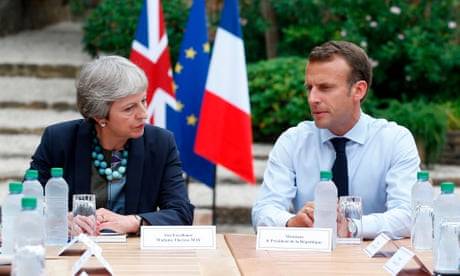 Son Excellence
Madame Theresa MAY
Monsieur
le Président de la République